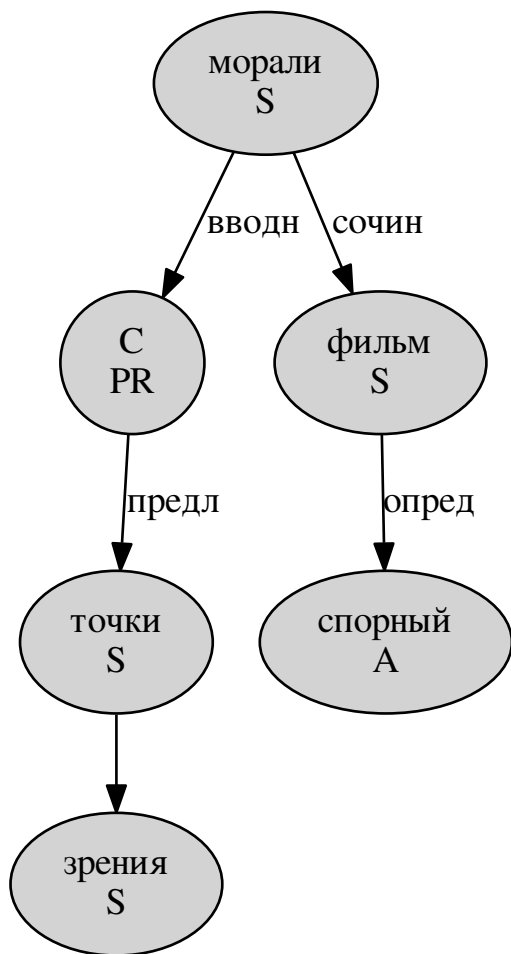 морали
S
вводн
сочин
С
PR
фильм
S
предл
опред
точки
S
спорный
A
зрения
S